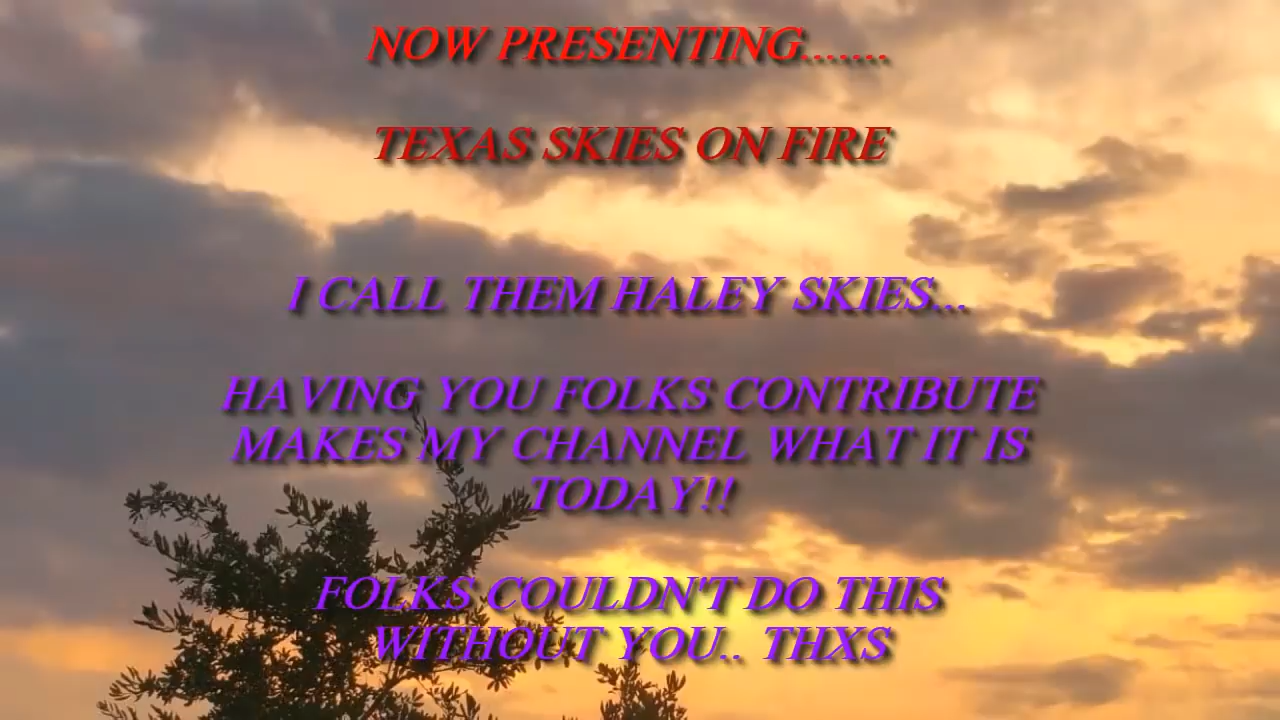 NOW PRESENTING.......
TEXAS SKIES ON FIRE
I CALL THEM HALEY SKIES...
HAVING YOU FOLKS CONTRIBUTE
MAKES MY CHANNEL WHAT IT IS
TODAY!!
FOLKS COULDN'T DO THIS
WITHOUT YOU.. THXS